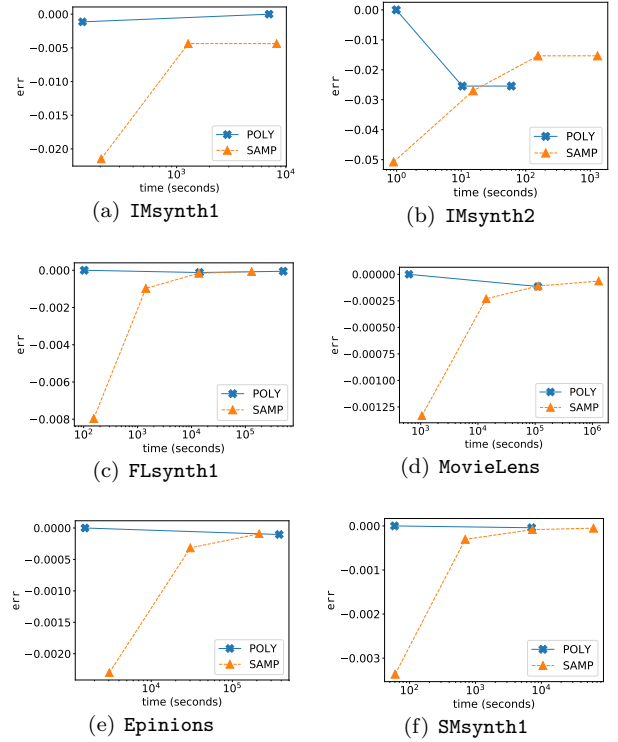 0.000
−0.005
−0.010
−0.015
−0.020
err
POLY
SAMP
10³ 10⁴
time (seconds)
(a) IMsynth1
0.00
−0.01
−0.02
−0.03
−0.04
−0.05
err
POLY
SAMP
10⁰ 10¹ 10² 10³
time (seconds)
(b) IMsynth2
0.000
−0.002
−0.004
−0.006
−0.008
err
POLY
SAMP
10² 10³ 10⁴ 10⁵
time (seconds)
(c) FLsynth1
0.00000
−0.00025
−0.00050
−0.00075
−0.00100
−0.00125
err
POLY
SAMP
10³ 10⁴ 10⁵ 10⁶
time (seconds)
(d) MovieLens
0.0000
−0.0005
−0.0010
−0.0015
−0.0020
err
POLY
SAMP
10⁴ 10⁵
time (seconds)
(e) Epinions
0.000
−0.001
−0.002
−0.003
err
POLY
SAMP
10² 10³ 10⁴
time (seconds)
(f) SMsynth1